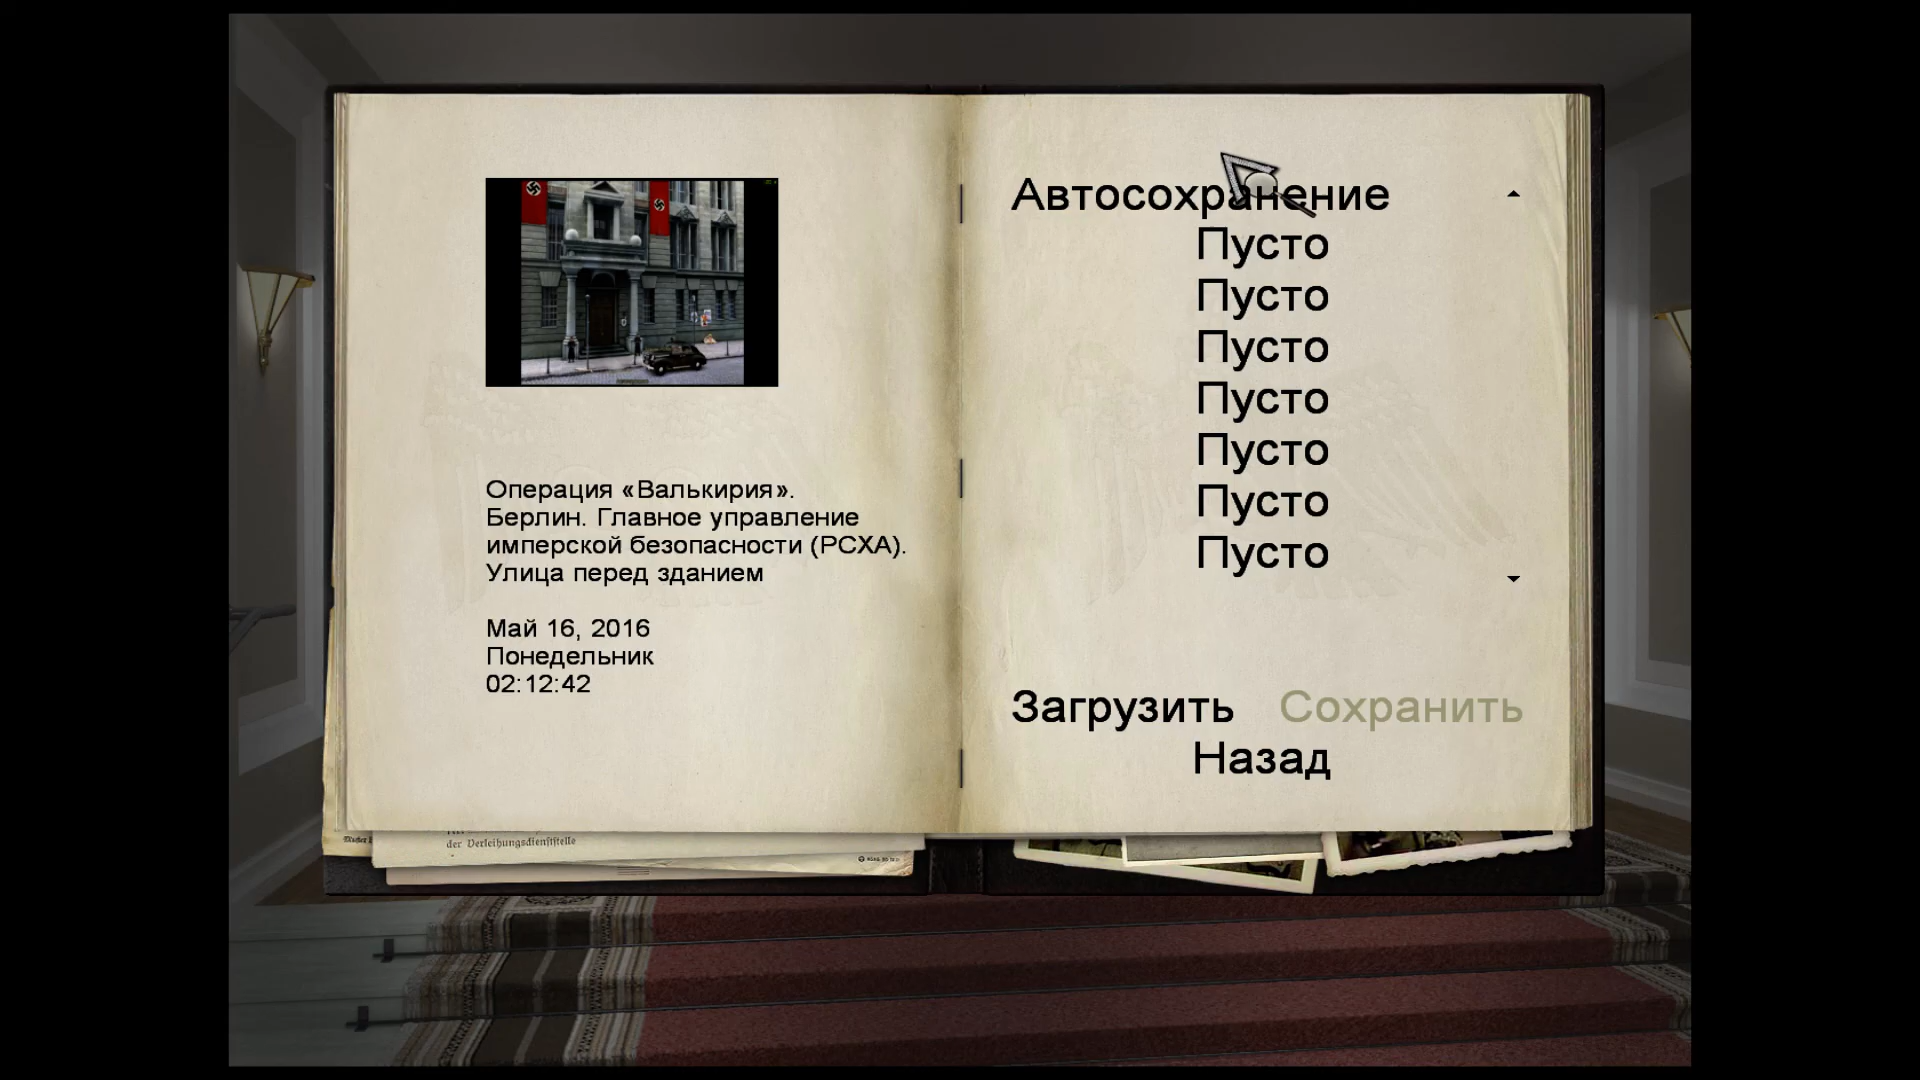 Операция «Валькирия».
Берлин. Главное управление
имперской безопасности (РСХА).
Улица перед зданием
Май 16, 2016
Понедельник
02:12:42
Автосохранение
Пусто
Пусто
Пусто
Пусто
Пусто
Пусто
Пусто
Загрузить Сохранить
Назад
der Verleihungsdienststelle